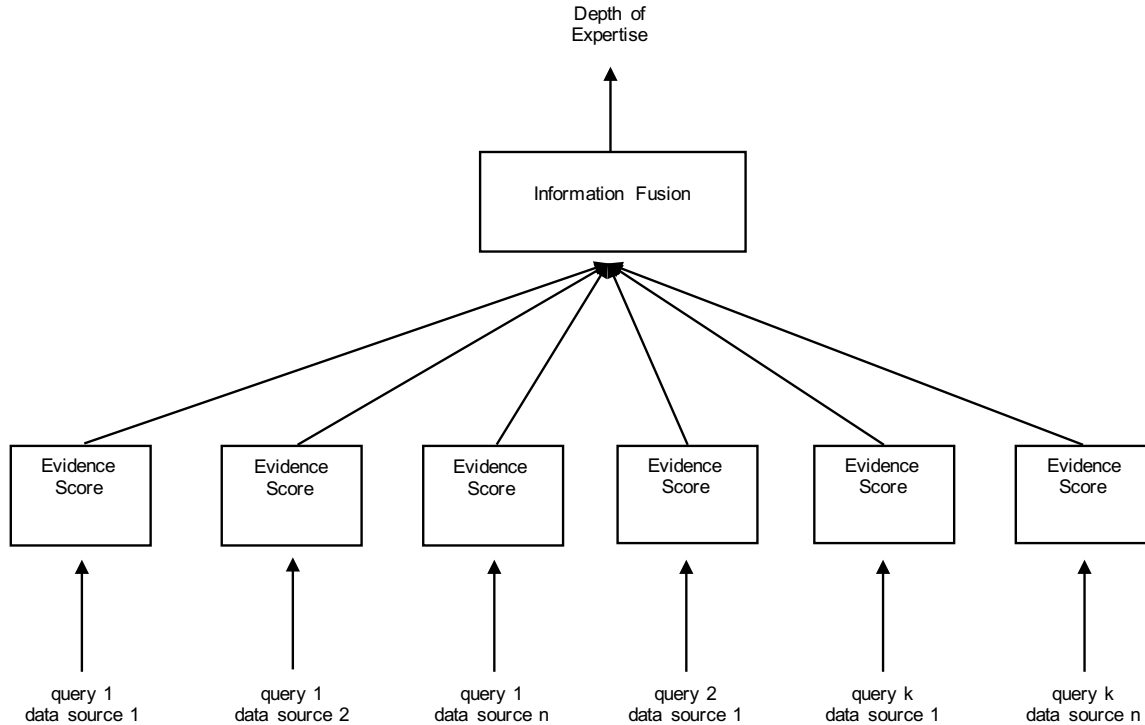 Depth of
Expertise
Information Fusion
Evidence
Score
Evidence
Score
Evidence
Score
Evidence
Score
Evidence
Score
Evidence
Score
query 1
data source 1
query 1
data source 2
query 1
data source n
query 2
data source 1
query k
data source 1
query k
data source n